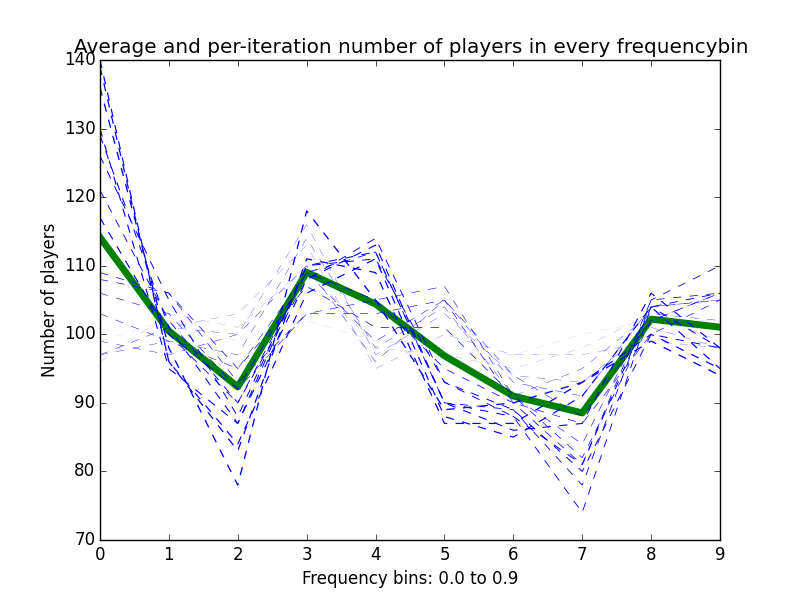 Average and per-iteration number of players in every frequencybin
140
130
120
110
100
90
80
70
Number of players
0 1 2 3 4 5 6 7 8 9
Frequency bins: 0.0 to 0.9